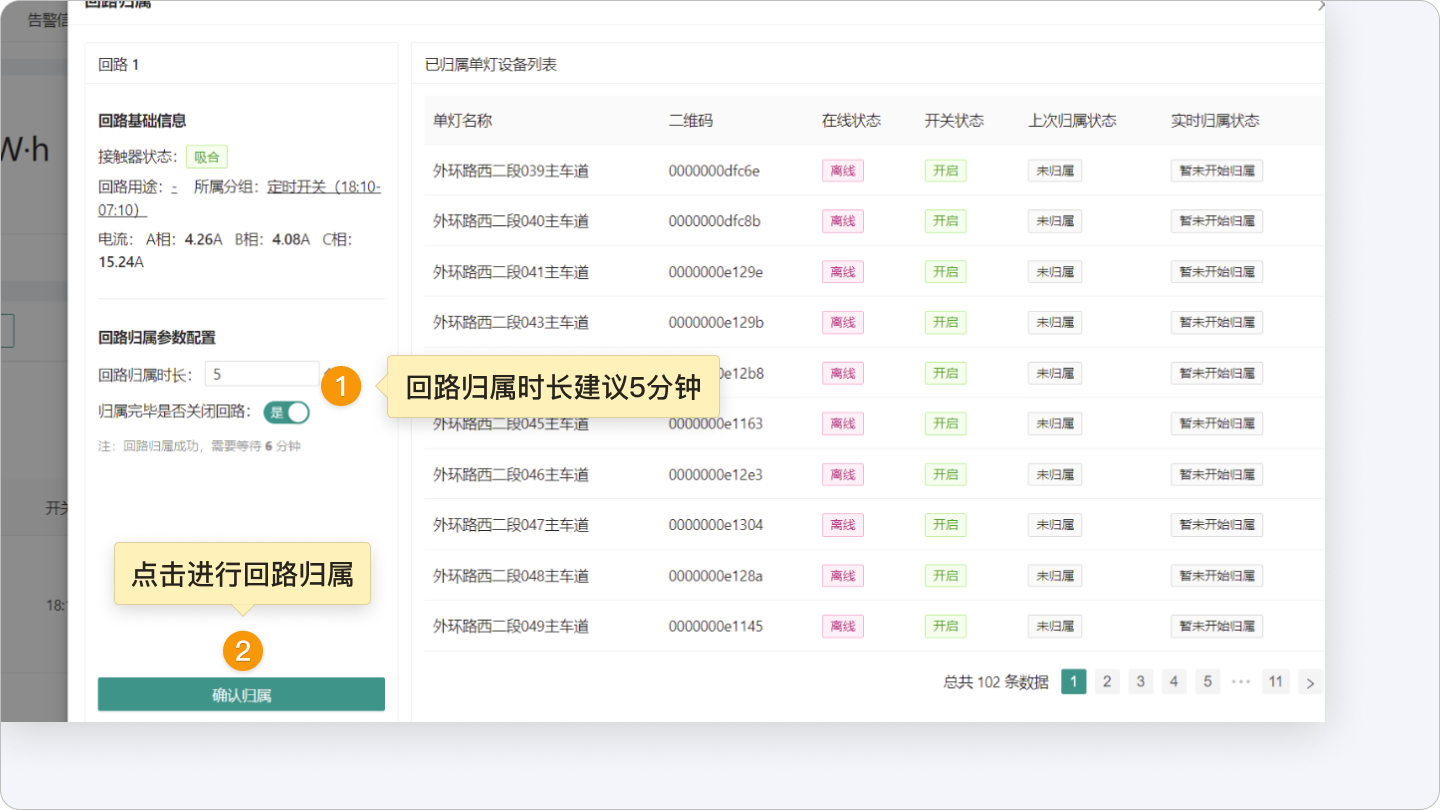 告警信
回路归属
W·h
开关
18:
回路 1
回路基础信息
接触器状态： 吸合
回路用途：- 所属分组：定时开关（18:10-
07:10）
电流： A相：4.26A B相：4.08A C相：
15.24A
回路归属参数配置
回路归属时长： 5
1
回路归属时长建议5分钟
归属完毕是否关闭回路： 是
注：回路归属成功，需要等待 6 分钟
点击进行回路归属
2
确认归属
已归属单灯设备列表
单灯名称 二维码 在线状态 开关状态 上次归属状态 实时归属状态
外环路西二段039主车道 0000000dfc6e 离线 开启 未归属 暂未开始归属
外环路西二段040主车道 0000000dfc8b 离线 开启 未归属 暂未开始归属
外环路西二段041主车道 0000000e129e 离线 开启 未归属 暂未开始归属
外环路西二段043主车道 0000000e129b 离线 开启 未归属 暂未开始归属
e12b8 离线 开启 未归属 暂未开始归属
外环路西二段045主车道 0000000e1163 离线 开启 未归属 暂未开始归属
外环路西二段046主车道 0000000e12e3 离线 开启 未归属 暂未开始归属
外环路西二段047主车道 0000000e1304 离线 开启 未归属 暂未开始归属
外环路西二段048主车道 0000000e128a 离线 开启 未归属 暂未开始归属
外环路西二段049主车道 0000000e1145 离线 开启 未归属 暂未开始归属
总共 102 条数据 1 2 3 4 5 ··· 11 >